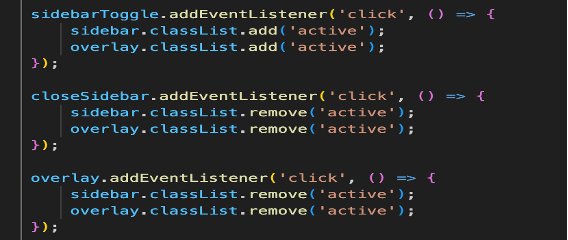 sidebarToggle.addEventListener('click', () => {
    sidebar.classList.add('active');
    overlay.classList.add('active');
});

closeSidebar.addEventListener('click', () => {
    sidebar.classList.remove('active');
    overlay.classList.remove('active');
});

overlay.addEventListener('click', () => {
    sidebar.classList.remove('active');
    overlay.classList.remove('active');
});